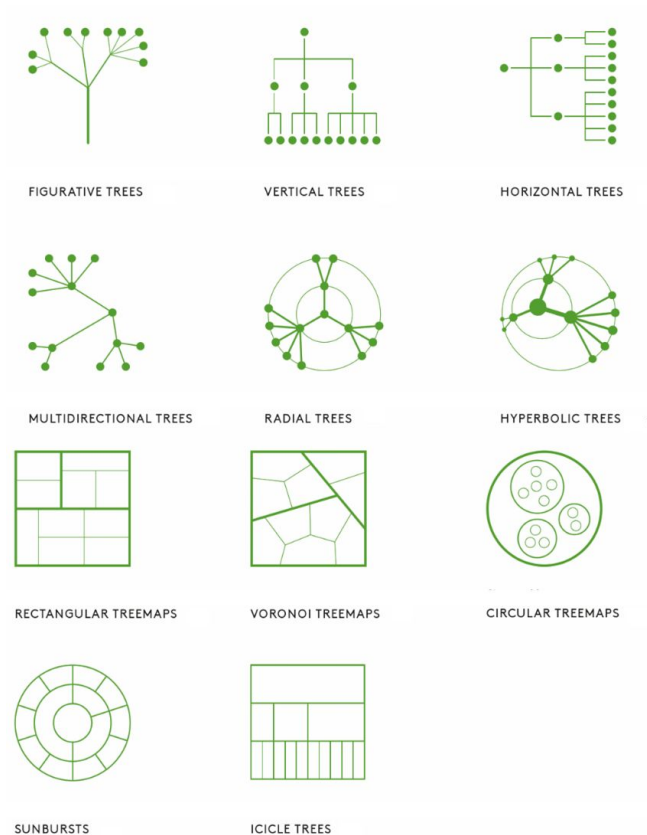 FIGURATIVE TREES
VERTICAL TREES
HORIZONTAL TREES
MULTIDIRECTIONAL TREES
RADIAL TREES
HYPERBOLIC TREES
RECTANGULAR TREEMAPS
VORONOI TREEMAPS
CIRCULAR TREEMAPS
SUNBURSTS
ICICLE TREES